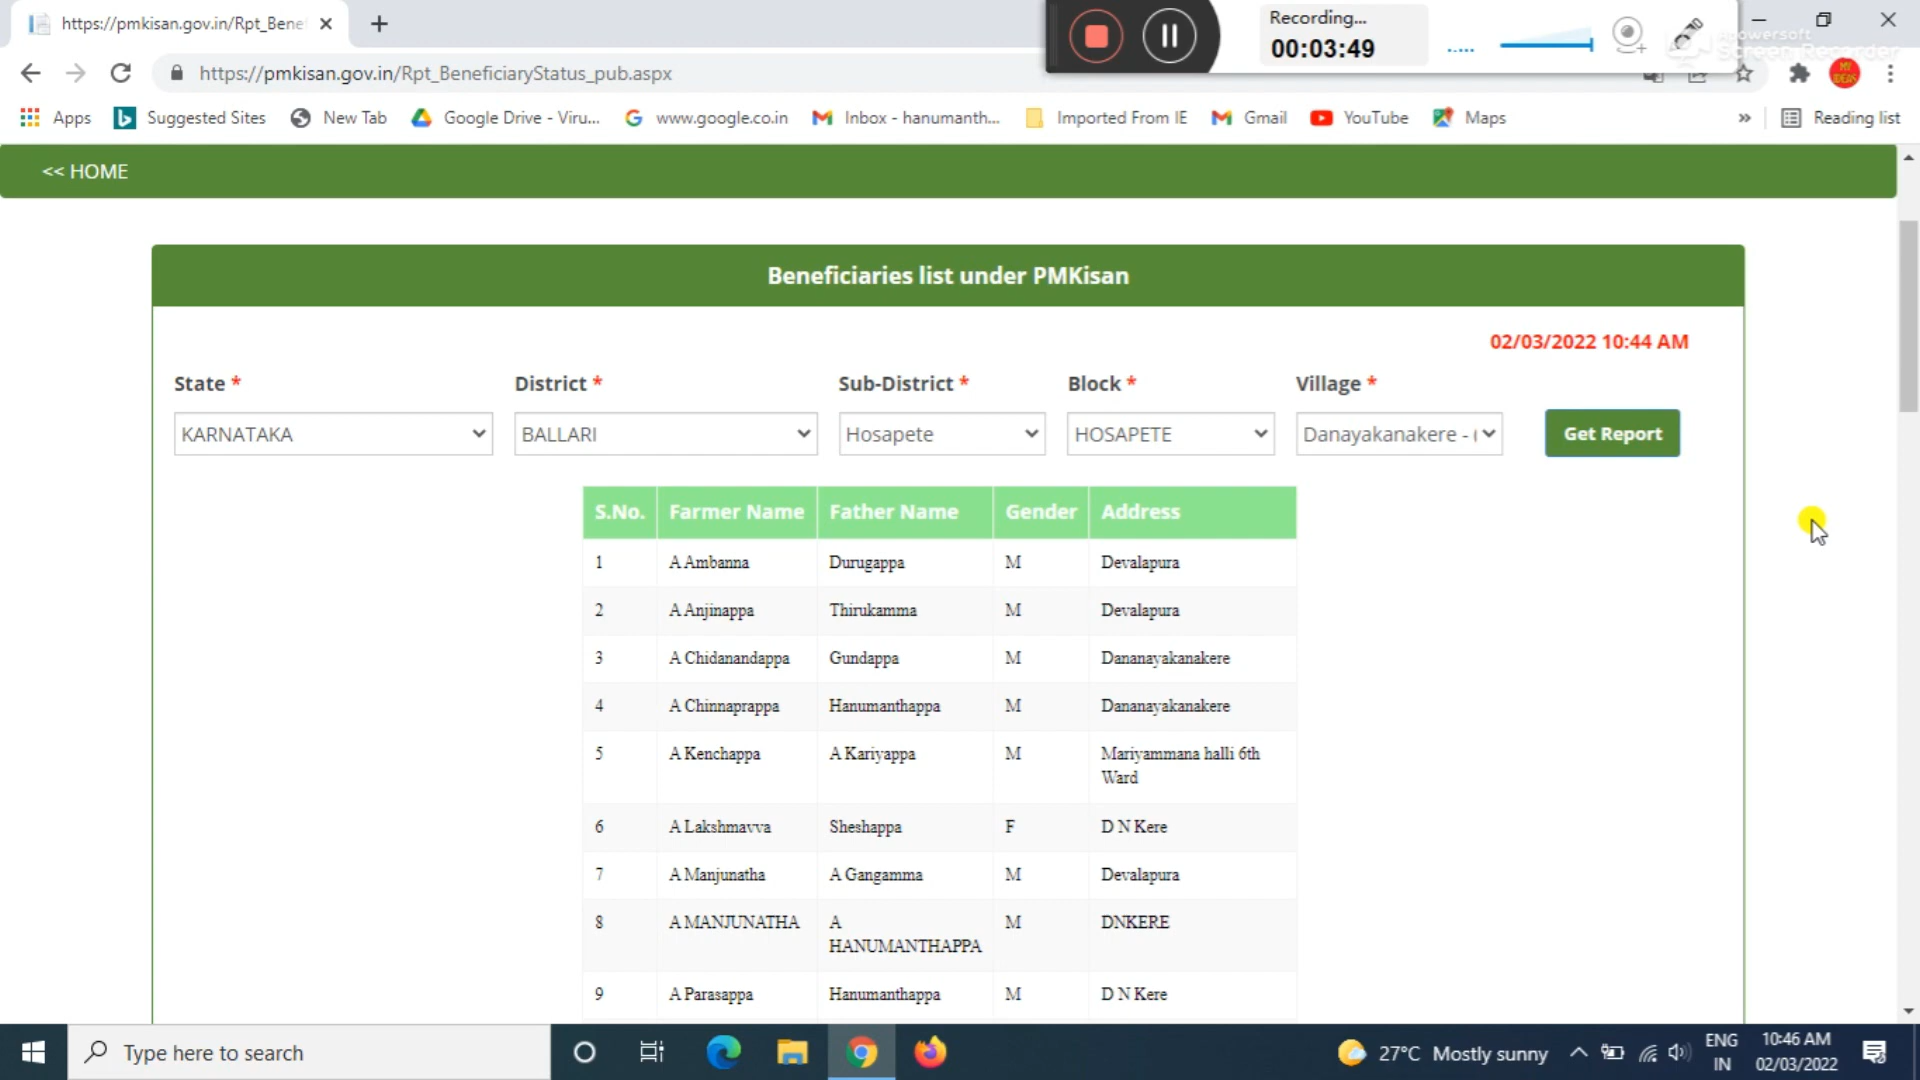 https://pmkisan.gov.in/Rpt_Bene
Recording...
00:03:49
Apowersoft
Screen Recorder
https://pmkisan.gov.in/Rpt_BeneficiaryStatus_pub.aspx
Apps Suggested Sites New Tab Google Drive - Viru... www.google.co.in Inbox - hanumanth... Imported From IE Gmail YouTube Maps » Reading list
<< HOME
Beneficiaries list under PMKisan
02/03/2022 10:44 AM
State * District * Sub-District * Block * Village *
KARNATAKA BALLARI Hosapete HOSAPETE Danayakanakere - ( Get Report
S.No. Farmer Name Father Name Gender Address
1 A Ambanna Durugappa M Devalapura
2 A Anjinappa Thirukamma M Devalapura
3 A Chidanandappa Gundappa M Dananayakanakere
4 A Chinnaprappa Hanumanthappa M Dananayakanakere
5 A Kenchappa A Kariyappa M Mariyammana halli 6th
Ward
6 A Lakshmavva Sheshappa F D N Kere
7 A Manjunatha A Gangamma M Devalapura
8 A MANJUNATHA A M DNKERE
HANUMANTHAPPA
9 A Parasappa Hanumanthappa M D N Kere
Type here to search
27°C Mostly sunny
ENG
IN
10:46 AM
02/03/2022